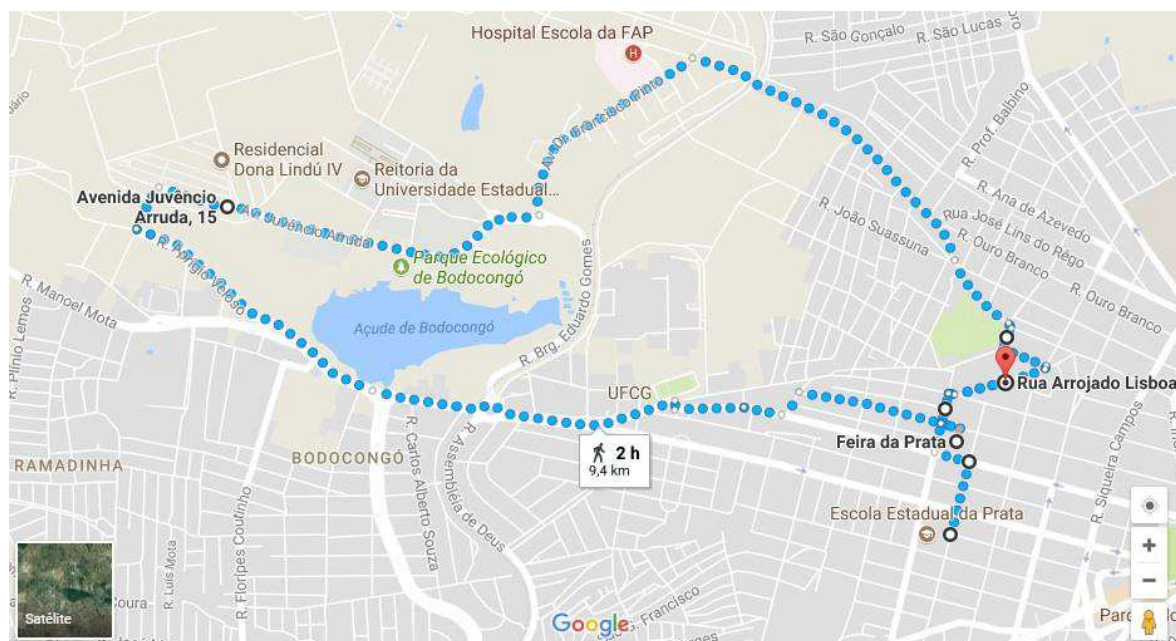 Hospital Escola da FAP
H
R. São Gonçalo
R. São Lucas
R. Prof. Balbino
Av. Dr. Francisco Pinto
Residencial
Dona Lindú IV
Reitoria da
Universidade Estadual...
Avenida Juvêncio
Arruda, 15
Av. Juvêncio Arruda
R. Ana de Azevedo
Rua José Lins do Rêgo
R. João Suassuna
R. Ouro Branco
R. Ouro Branco
Parque Ecológico
de Bodocongó
R. Manoel Mota
R. Plínio Lemos
Açude de Bodocongó
R. Brg. Eduardo Gomes
UFCG
Rua Arrojado Lisboa
Feira da Prata
2 h
9,4 km
R. Siqueira Campos
RAMADINHA
BODOCONGÓ
R. Carlos Alberto Souza
R. Assembléia de Deus
R. Floripes Coutinho
R. Luis Mota
Escola Estadual da Prata
Satélite
Google
S. Francisco